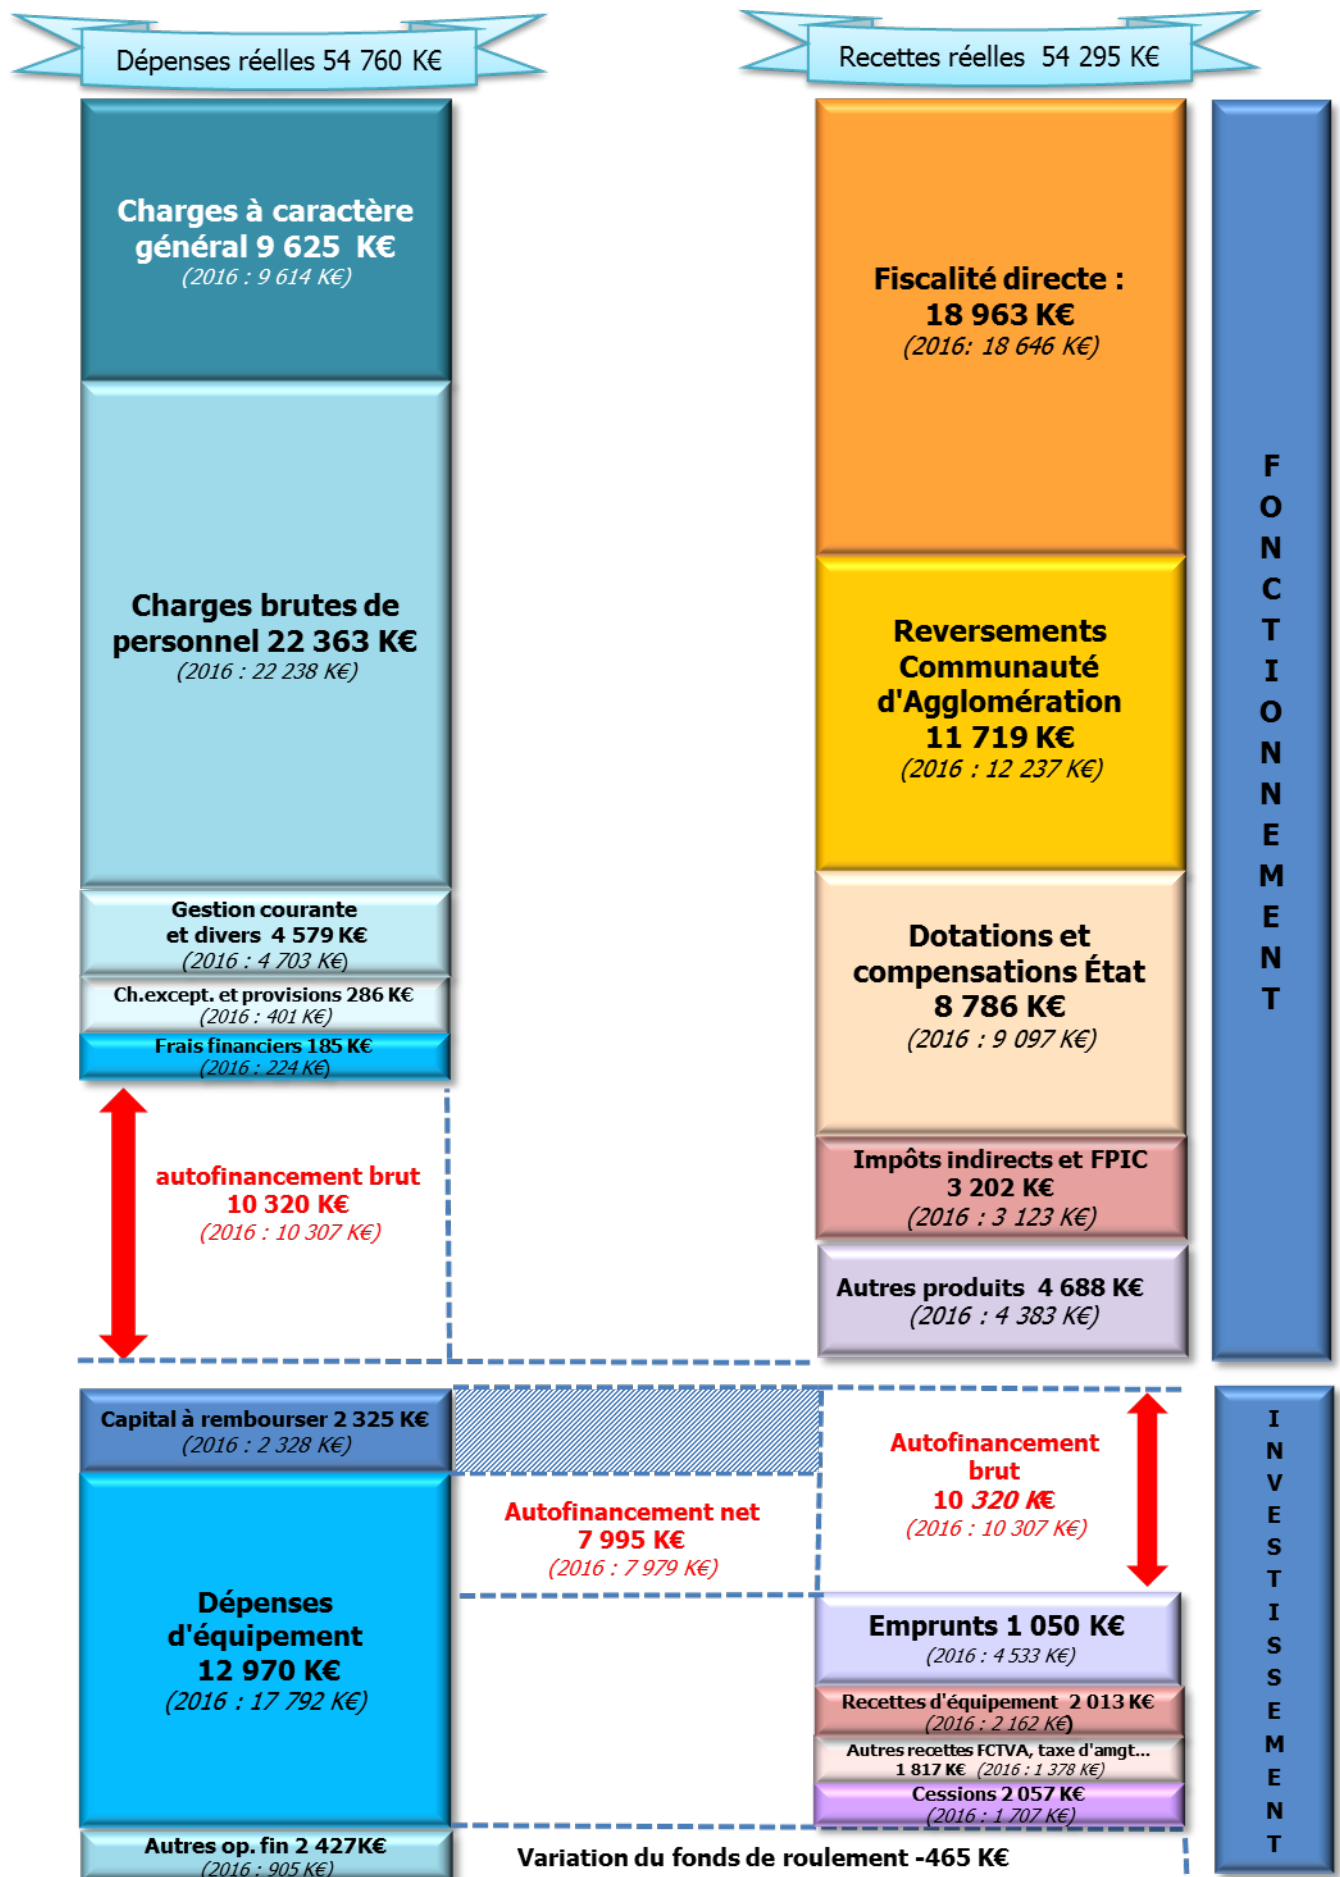 Dépenses réelles 54 760 K€
Recettes réelles 54 295 K€
Charges à caractère
général 9 625 K€
(2016 : 9 614 K€)
Charges brutes de
personnel 22 363 K€
(2016 : 22 238 K€)
Gestion courante
et divers 4 579 K€
(2016 : 4 703 K€)
Ch.except. et provisions 286 K€
(2016 : 401 K€)
Frais financiers 185 K€
(2016 : 224 K€)
autofinancement brut
10 320 K€
(2016 : 10 307 K€)
Fiscalité directe :
18 963 K€
(2016: 18 646 K€)
Reversements
Communauté
d'Agglomération
11 719 K€
(2016 : 12 237 K€)
Dotations et
compensations État
8 786 K€
(2016 : 9 097 K€)
Impôts indirects et FPIC
3 202 K€
(2016 : 3 123 K€)
Autres produits 4 688 K€
(2016 : 4 383 K€)
FONCTIONNEMENT
Capital à rembourser 2 325 K€
(2016 : 2 328 K€)
Dépenses
d'équipement
12 970 K€
(2016 : 17 792 K€)
Autres op. fin 2 427K€
(2016 : 905 K€)
Autofinancement net
7 995 K€
(2016 : 7 979 K€)
Autofinancement
brut
10 320 K€
(2016 : 10 307 K€)
Emprunts 1 050 K€
(2016 : 4 533 K€)
Recettes d'équipement 2 013 K€
(2016 : 2 162 K€)
Autres recettes FCTVA, taxe d'amgt...
1 817 K€ (2016 : 1 378 K€)
Cessions 2 057 K€
(2016 : 1 707 K€)
Variation du fonds de roulement -465 K€
INVESTISSEMENT